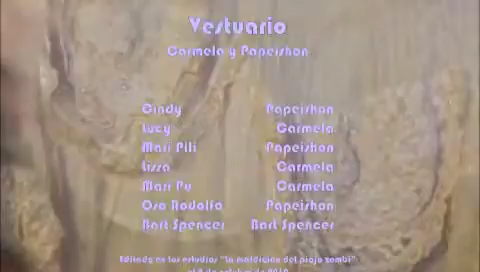 Vestuario
Carmela y Papeishon
Cindy Papeishon
Lucy Carmela
Mari Pili Papeishon
Lissa Carmela
Mari Pu Carmela
Oso Rodolfo Papeishon
Bart Spencer Bart Spencer
Editado en los estudios "La maldicion del piojo zombi"